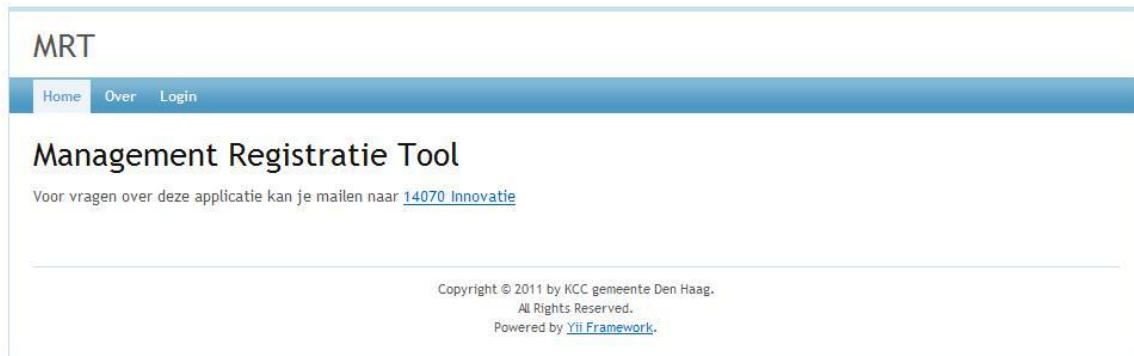 MRT
Home Over Login
Management Registratie Tool
Voor vragen over deze applicatie kan je mailen naar 14070 Innovatie
Copyright © 2011 by KCC gemeente Den Haag.
All Rights Reserved.
Powered by Yii Framework.